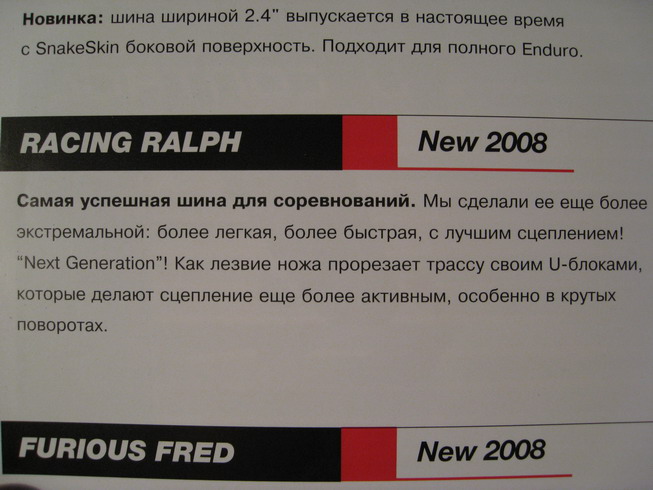 Новинка: шина шириной 2.4" выпускается в настоящее время
с SnakeSkin боковой поверхность. Подходит для полного Enduro.
RACING RALPH New 2008
Самая успешная шина для соревнований. Мы сделали ее еще более
экстремальной: более легкая, более быстрая, с лучшим сцеплением!
“Next Generation”! Как лезвие ножа прорезает трассу своим U-блоками,
которые делают сцепление еще более активным, особенно в крутых
поворотах.
FURIOUS FRED New 2008